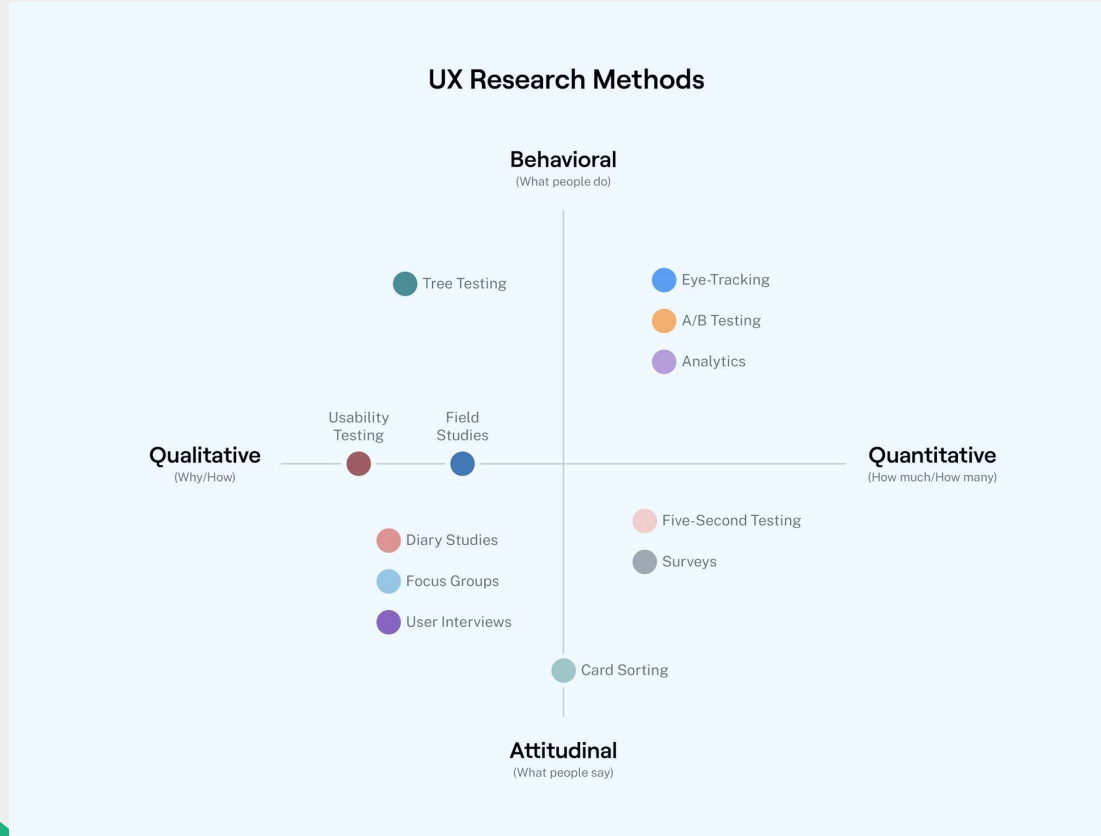 UX Research Methods
Behavioral
(What people do)
Tree Testing
Eye-Tracking
A/B Testing
Analytics
Usability
Testing
Field
Studies
Qualitative
(Why/How)
Quantitative
(How much/How many)
Five-Second Testing
Surveys
Diary Studies
Focus Groups
User Interviews
Card Sorting
Attitudinal
(What people say)